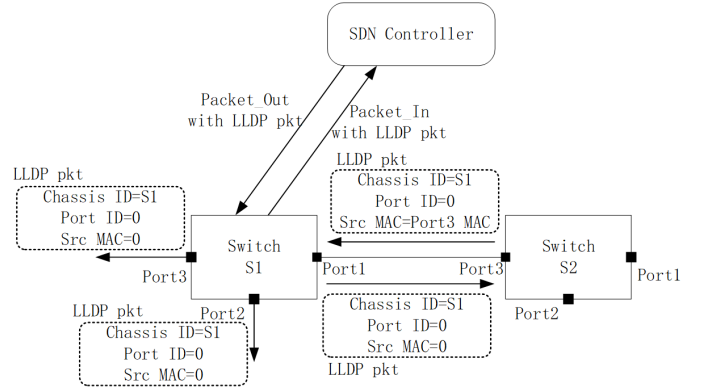 SDN Controller
Packet_Out
with LLDP pkt
Packet_In
with LLDP pkt
LLDP pkt
Chassis ID=S1
Port ID=0
Src MAC=Port3 MAC
LLDP pkt
Chassis ID=S1
Port ID=0
Src MAC=0
Switch
S1
Switch
S2
Port3
Port1
Port3
Port1
Port2
Port2
LLDP pkt
Chassis ID=S1
Port ID=0
Src MAC=0
Chassis ID=S1
Port ID=0
Src MAC=0
LLDP pkt